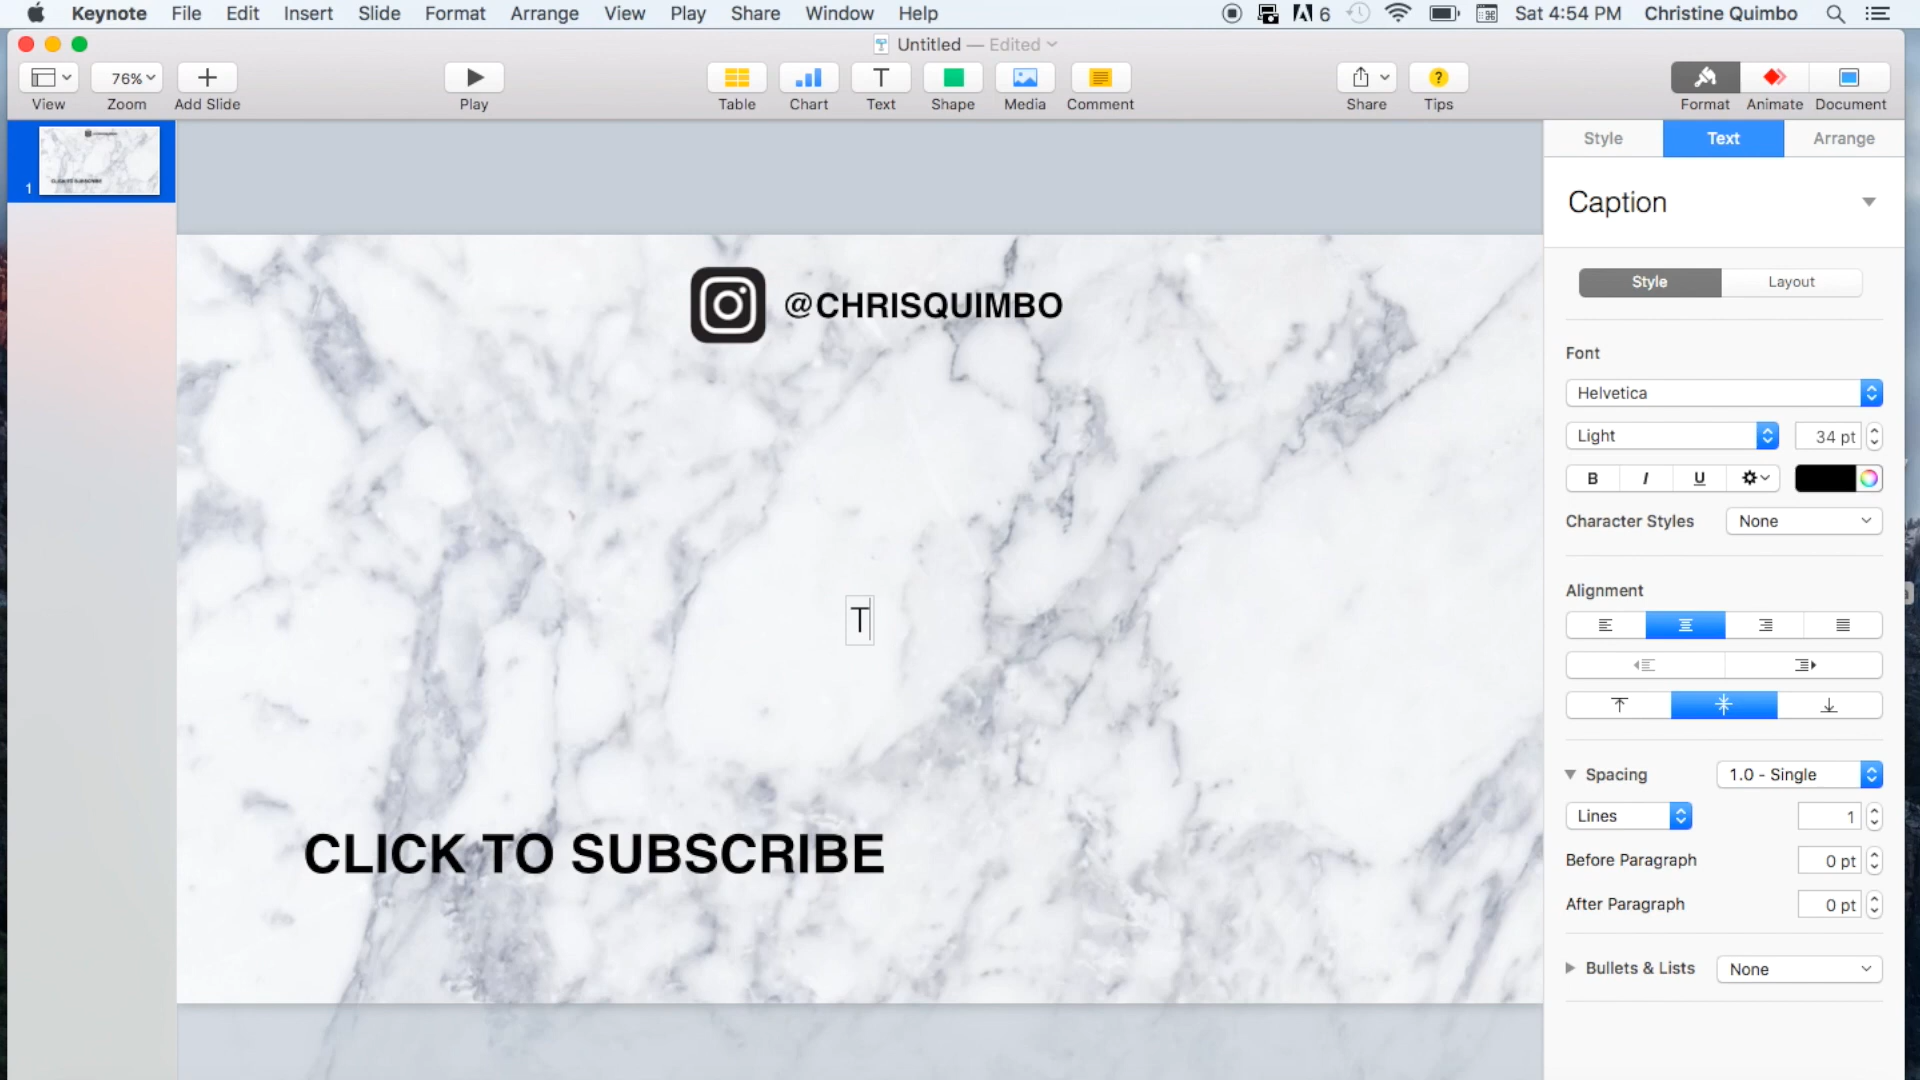 Keynote File Edit Insert Slide Format Arrange View Play Share Window Help 6 Sat 4:54 PM Christine Quimbo
Untitled — Edited
76%
View Zoom Add Slide Play Table Chart Text Shape Media Comment Share Tips Format Animate Document
Style Text Arrange
1
Caption
Style Layout
@CHRISQUIMBO
Font
Helvetica
Light 34 pt
B I U
Character Styles None
Alignment
T
Spacing 1.0 - Single
Lines 1
CLICK TO SUBSCRIBE
Before Paragraph 0 pt
After Paragraph 0 pt
Bullets & Lists None